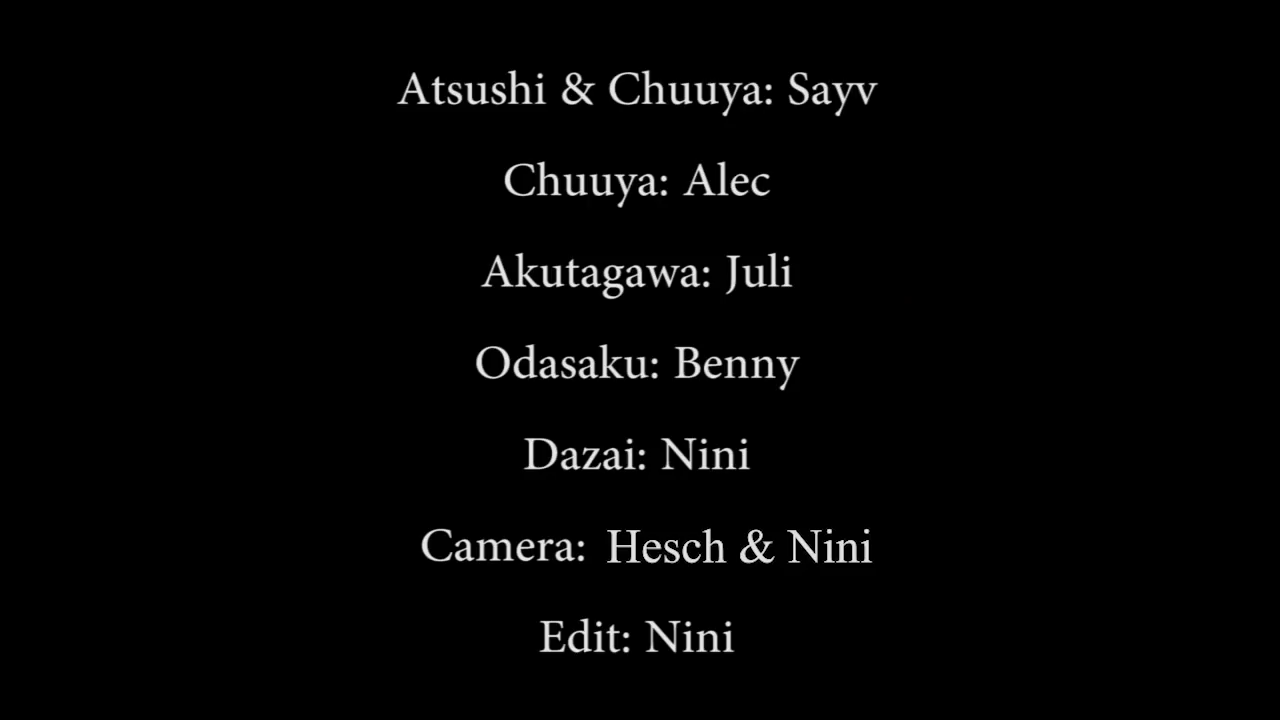 Atsushi & Chuuya: Sayv
Chuuya: Alec
Akutagawa: Juli
Odasaku: Benny
Dazai: Nini
Camera: Hesch & Nini
Edit: Nini